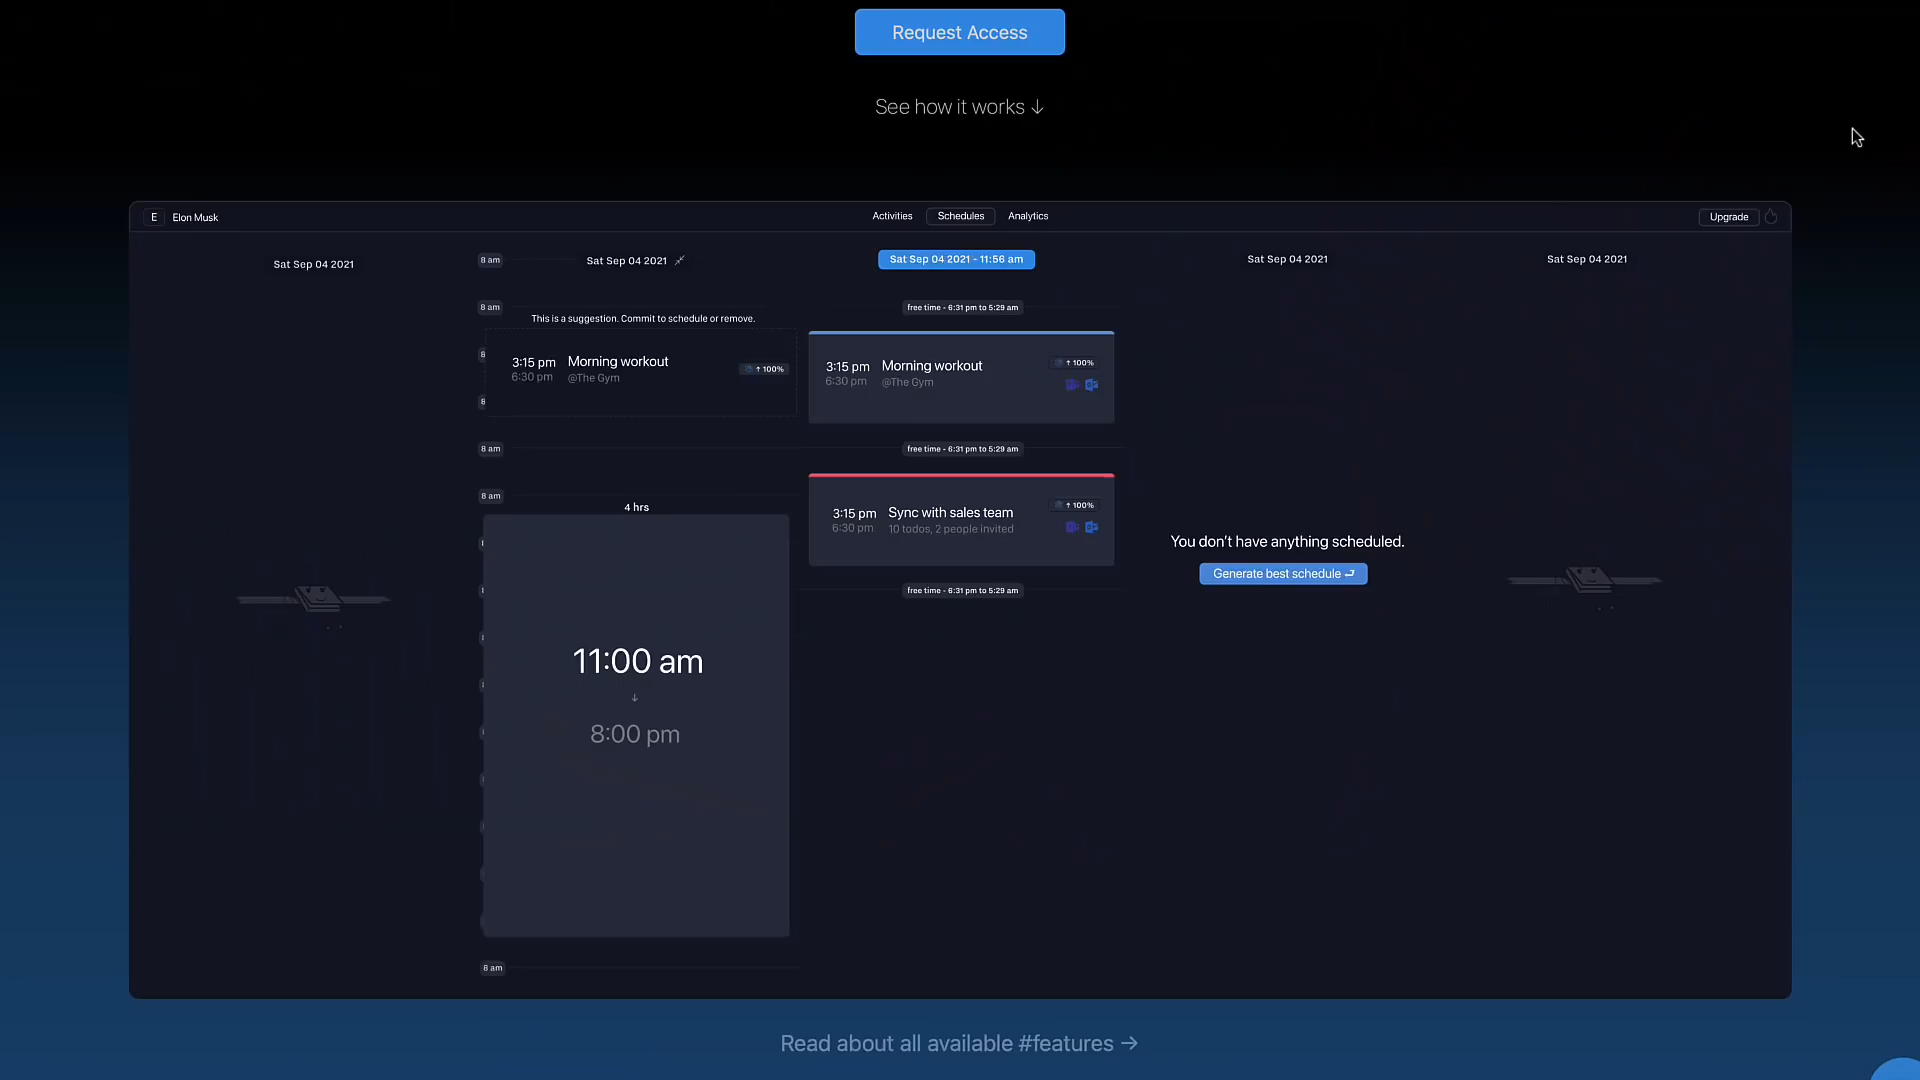 Request Access
See how it works ↓
E Elon Musk
Activities Schedules Analytics
Upgrade
Sat Sep 04 2021
8 am
Sat Sep 04 2021
8 am
This is a suggestion. Commit to schedule or remove.
8
3:15 pm Morning workout
6:30 pm @The Gym
↑ 100%
8
8 am
8 am
4 hrs
11:00 am
↓
8:00 pm
8 am
Sat Sep 04 2021 - 11:56 am
free time - 6:31 pm to 5:29 am
3:15 pm Morning workout
6:30 pm @The Gym
↑ 100%
free time - 6:31 pm to 5:29 am
3:15 pm Sync with sales team
6:30 pm 10 todos, 2 people invited
↑ 100%
free time - 6:31 pm to 5:29 am
Sat Sep 04 2021
You don't have anything scheduled.
Generate best schedule
Sat Sep 04 2021
Read about all available #features →